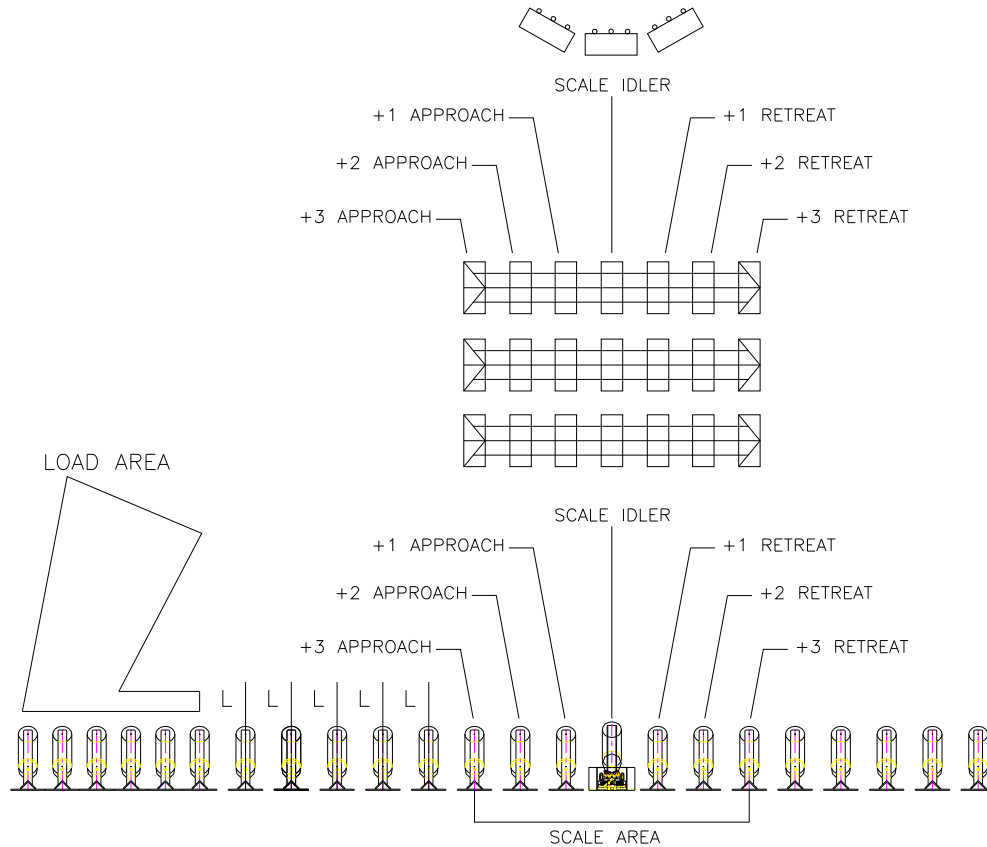 SCALE IDLER
+1 APPROACH
+1 RETREAT
+2 APPROACH
+2 RETREAT
+3 APPROACH
+3 RETREAT
LOAD AREA
SCALE IDLER
+1 APPROACH
+1 RETREAT
+2 APPROACH
+2 RETREAT
+3 APPROACH
+3 RETREAT
L L L L L
SCALE AREA